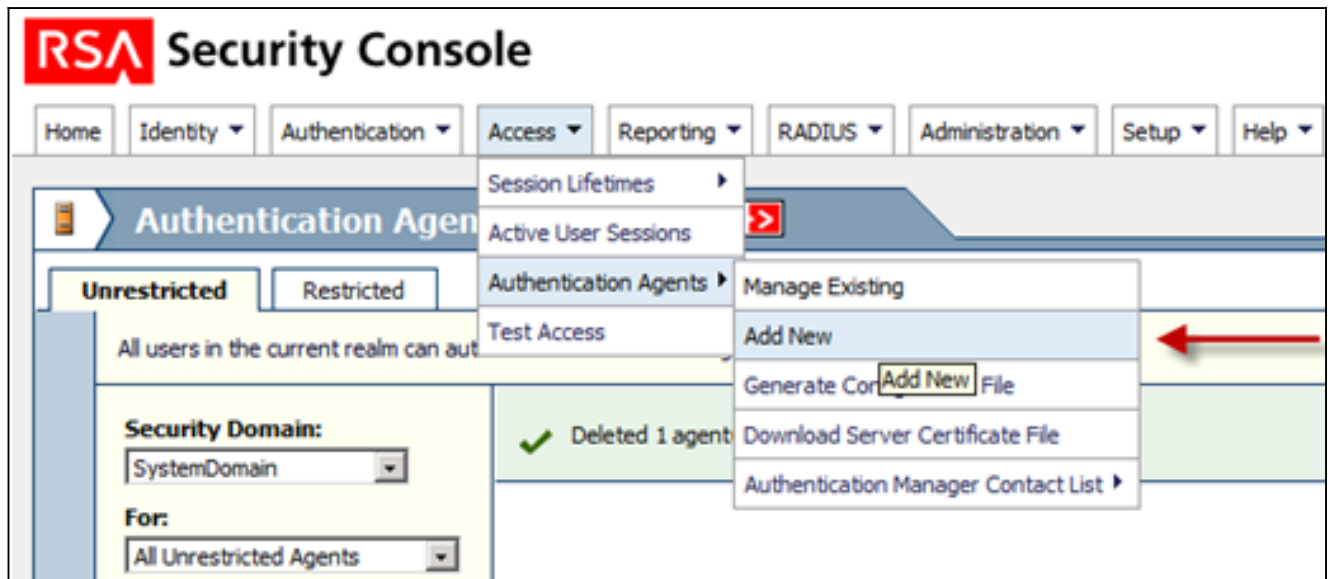 RSA Security Console
Home Identity Authentication Access Reporting RADIUS Administration Setup Help
Session Lifetimes
Authentication Agen
Active User Sessions
Unrestricted Restricted
Authentication Agents
Manage Existing
Test Access
Add New
All users in the current realm can aut
Add New
Generate Con File
Security Domain:
Deleted 1 agent
Download Server Certificate File
SystemDomain
Authentication Manager Contact List
For:
All Unrestricted Agents